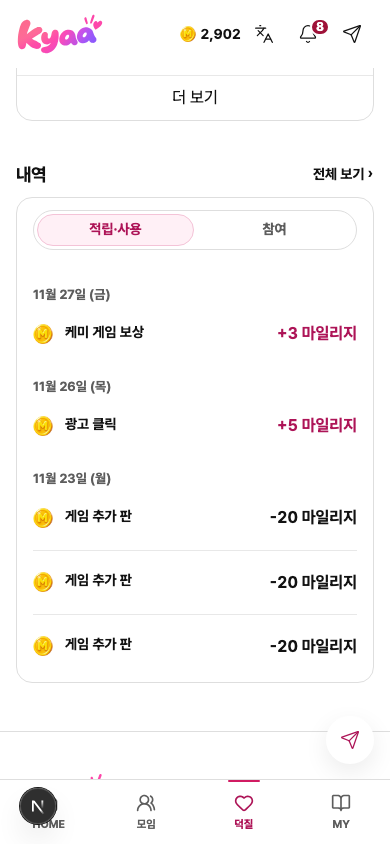 kyaa
2,902
8
더 보기
내역
전체 보기 ›
적립·사용
참여
11월 27일 (금)
케미 게임 보상
+3 마일리지
11월 26일 (목)
광고 클릭
+5 마일리지
11월 23일 (월)
게임 추가 판
-20 마일리지
게임 추가 판
-20 마일리지
게임 추가 판
-20 마일리지
N
HOME
모임
덕질
MY